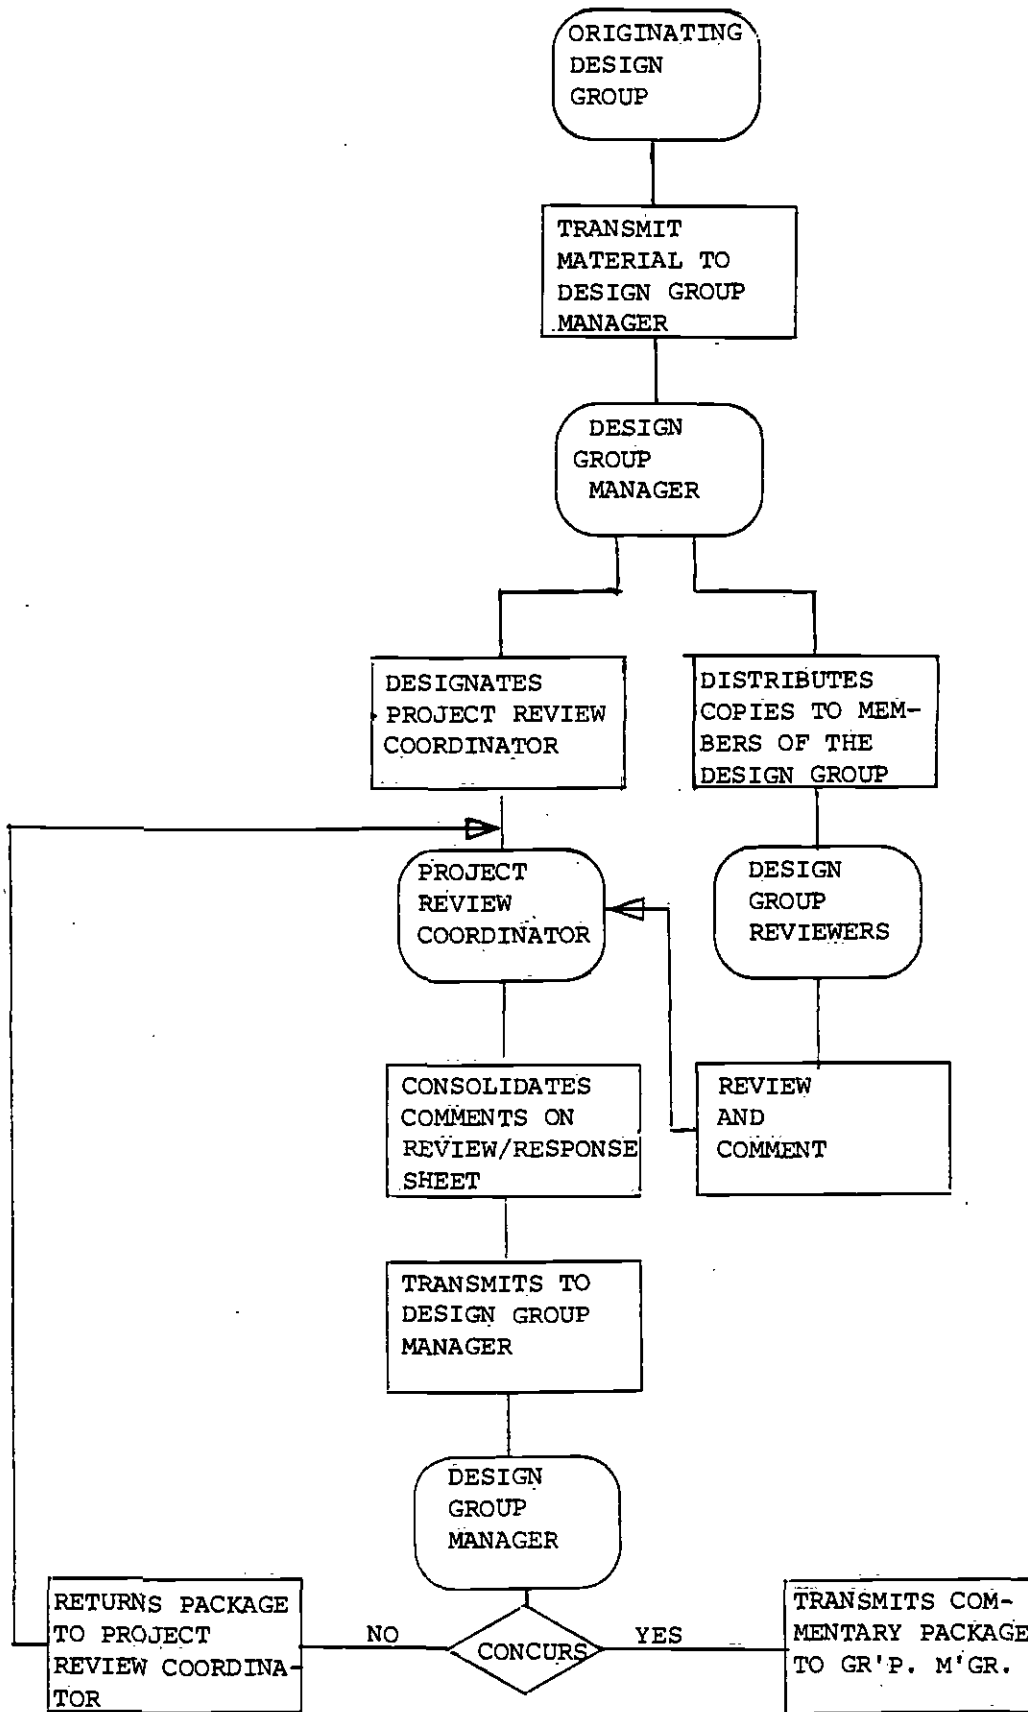 ORIGINATING
DESIGN
GROUP
TRANSMIT
MATERIAL TO
DESIGN GROUP
MANAGER
DESIGN
GROUP
MANAGER
DESIGNATES
PROJECT REVIEW
COORDINATOR
DISTRIBUTES
COPIES TO MEM-
BERS OF THE
DESIGN GROUP
PROJECT
REVIEW
COORDINATOR
DESIGN
GROUP
REVIEWERS
CONSOLIDATES
COMMENTS ON
REVIEW/RESPONSE
SHEET
REVIEW
AND
COMMENT
TRANSMITS TO
DESIGN GROUP
MANAGER
DESIGN
GROUP
MANAGER
RETURNS PACKAGE
TO PROJECT
REVIEW COORDINA-
TOR
NO
CONCURS
YES
TRANSMITS COM-
MENTARY PACKAGE
TO GR'P. M'GR.